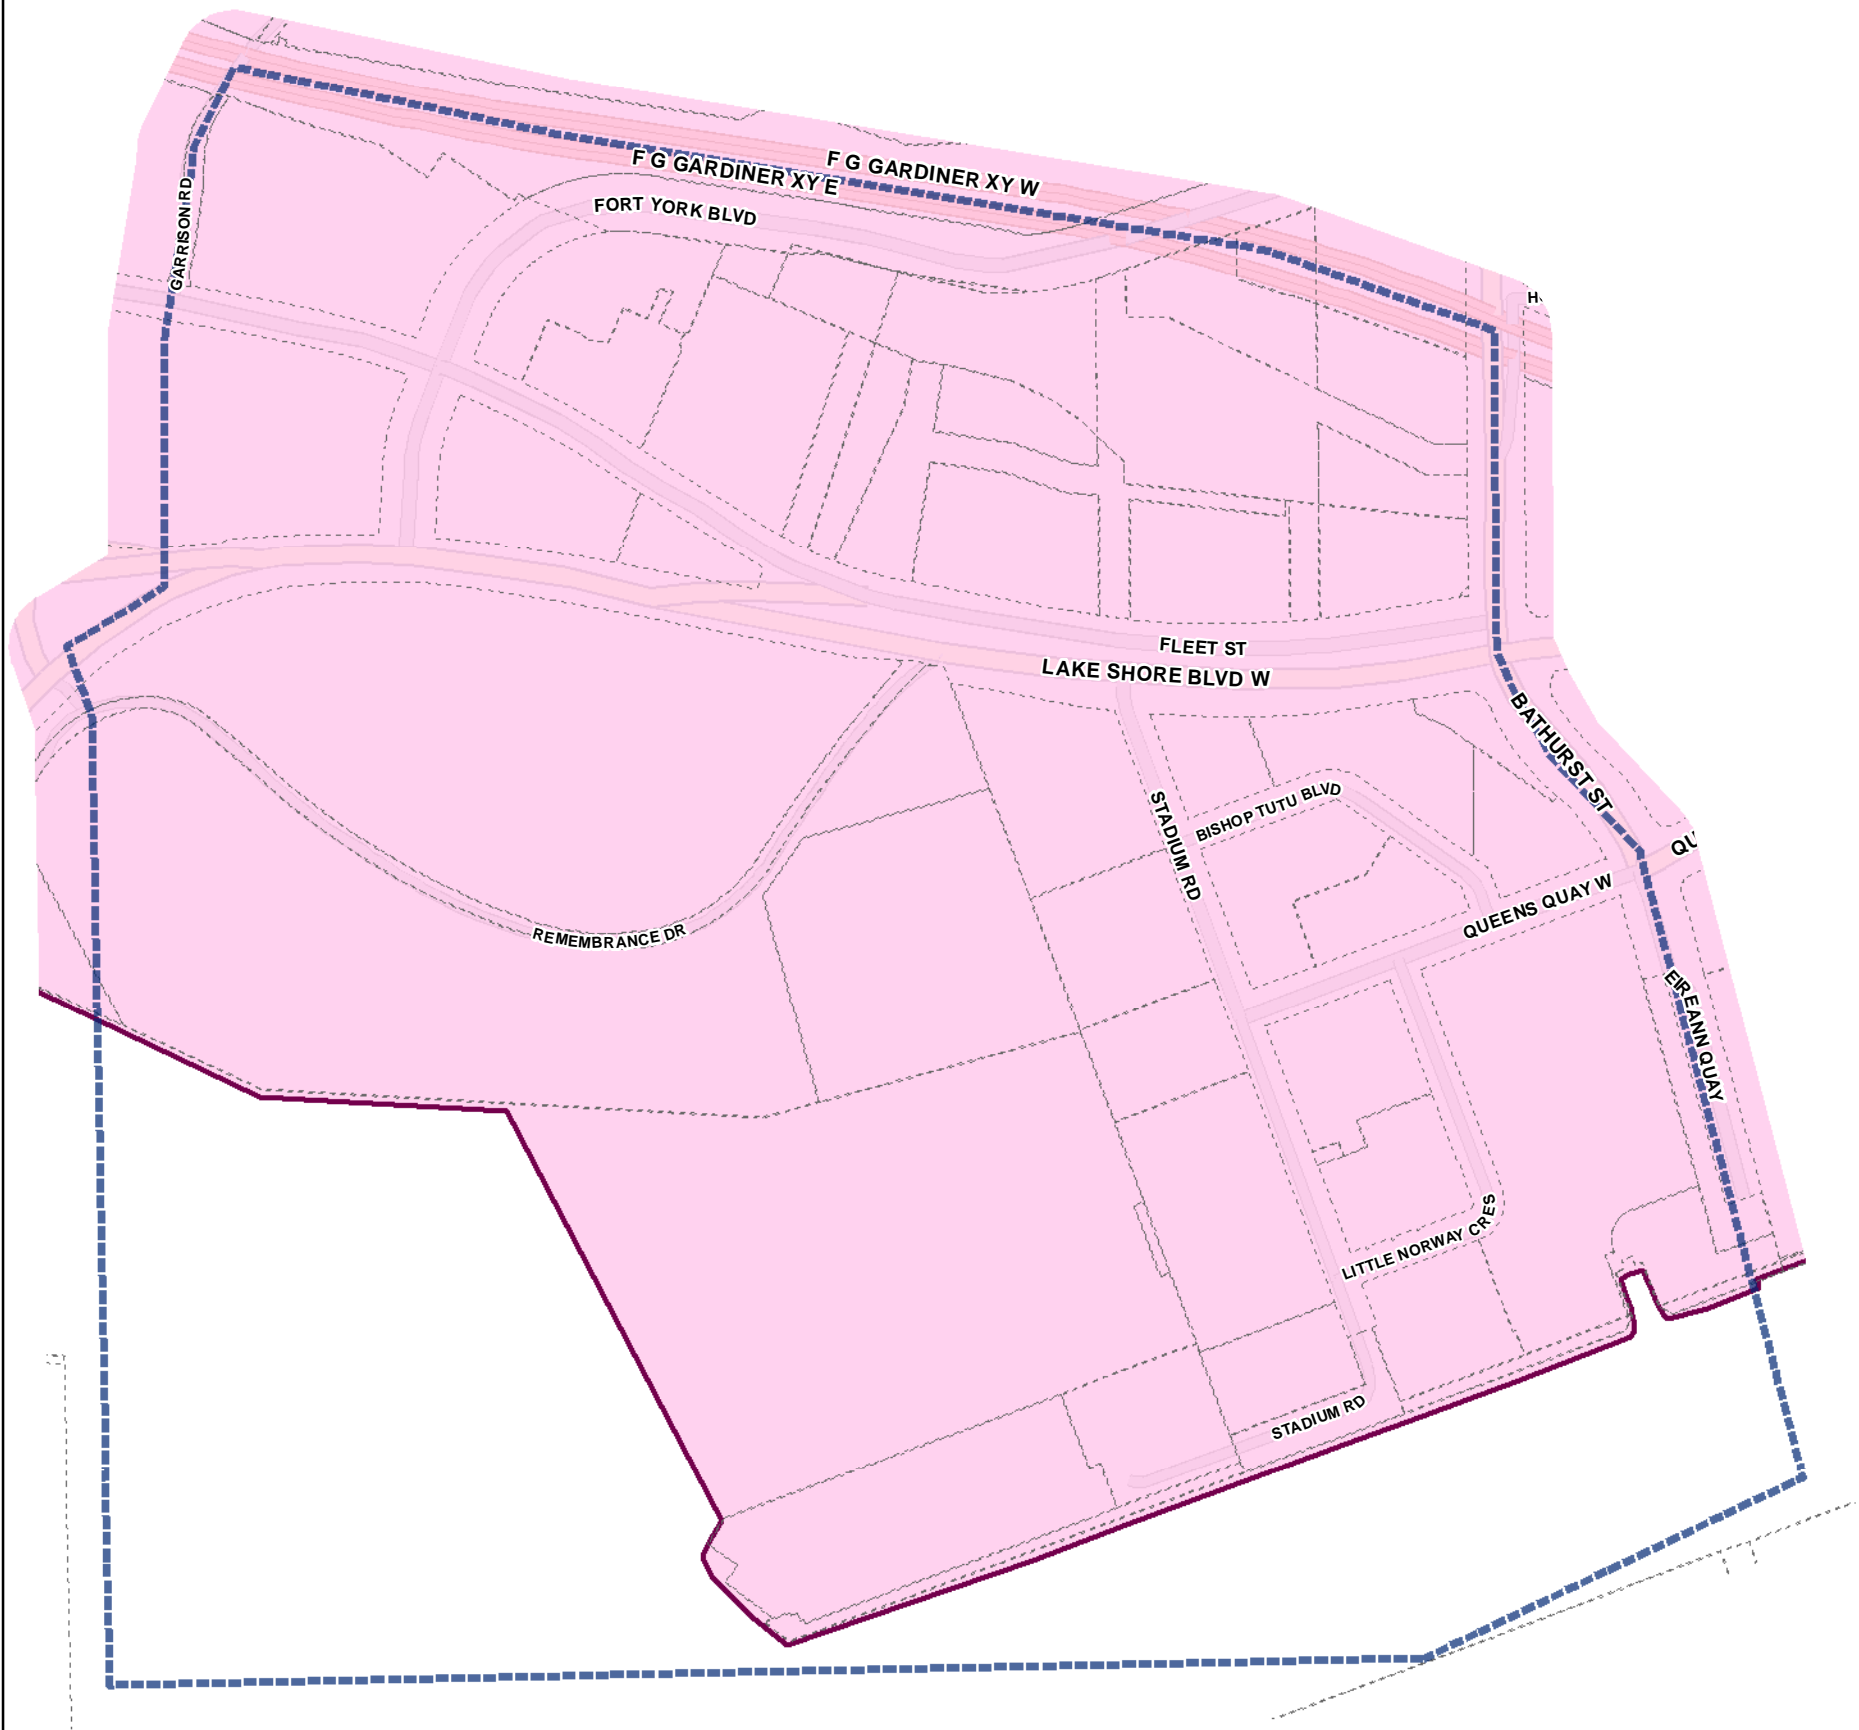 F G GARDINER XY W
F G GARDINER XY E
FORT YORK BLVD
GARRISON RD
FLEET ST
LAKE SHORE BLVD W
BATHURST ST
STADIUM RD
BISHOP TUTU BLVD
QU
QUEENS QUAY W
REMEMBRANCE DR
EIREANN QUAY
LITTLE NORWAY CRES
STADIUM RD